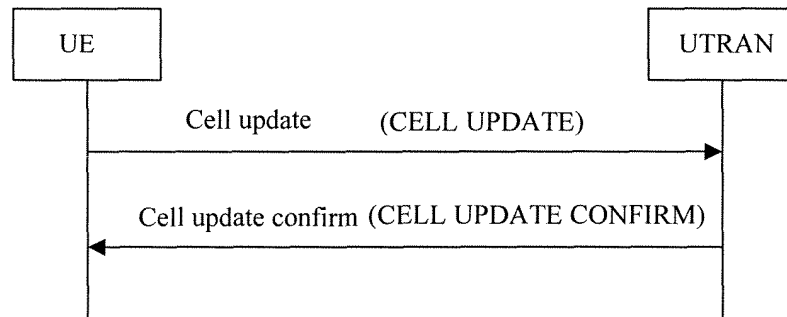 UE
UTRAN
Cell update (CELL UPDATE)
Cell update confirm (CELL UPDATE CONFIRM)